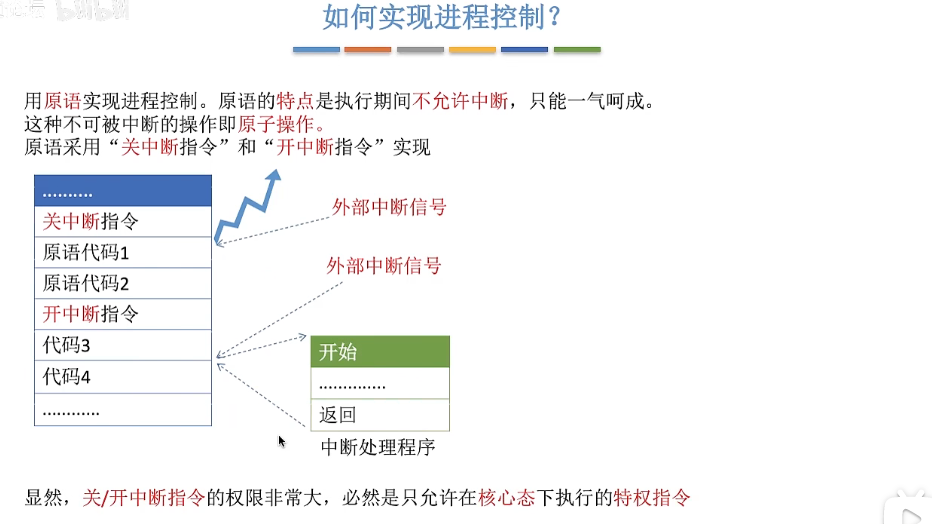 如何实现进程控制？
用原语实现进程控制。原语的特点是执行期间不允许中断，只能一气呵成。
这种不可被中断的操作即原子操作。
原语采用“关中断指令”和“开中断指令”实现
..........
关中断指令
原语代码1
原语代码2
开中断指令
代码3
代码4
............
外部中断信号
外部中断信号
开始
..............
返回
中断处理程序
显然，关/开中断指令的权限非常大，必然是只允许在核心态下执行的特权指令